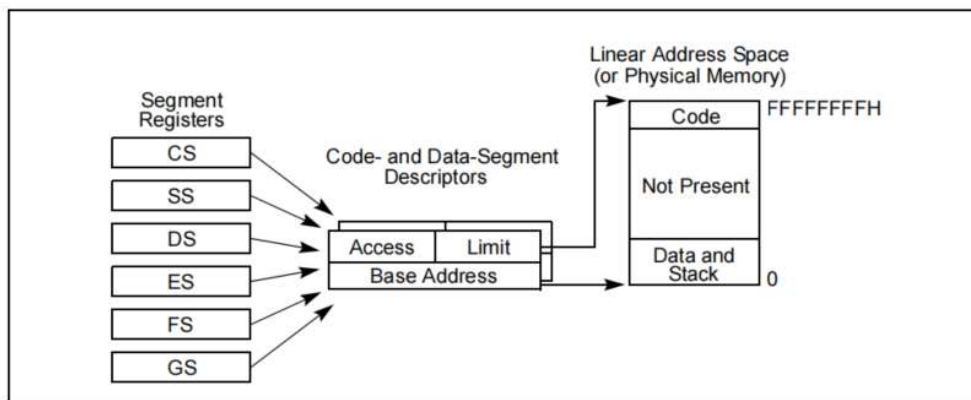 Linear Address Space
(or Physical Memory)
Segment
Registers
CS
SS
DS
ES
FS
GS
Code- and Data-Segment
Descriptors
Access
Limit
Base Address
Code
FFFFFFFFH
Not Present
Data and
Stack
0